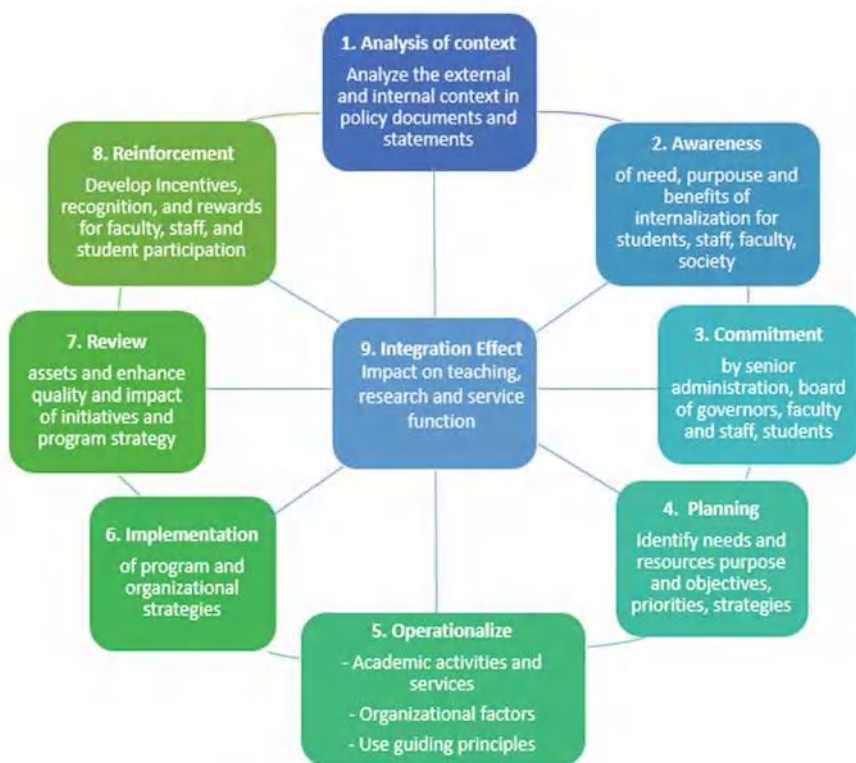 1. Analysis of context
Analyze the external
and internal context in
policy documents and
statements
2. Awareness
of need, purpouse and
benefits of
internalization for
students, staff, faculty,
society
3. Commitment
by senior
administration, board
of governors, faculty
and staff, students
4. Planning
Identify needs and
resources purpose
and objectives,
priorities, strategies
5. Operationalize
- Academic activities and
services
- Organizational factors
- Use guiding principles
6. Implementation
of program and
organizational
strategies
7. Review
assets and enhance
quality and impact
of initiatives and
program strategy
8. Reinforcement
Develop Incentives,
recognition, and rewards
for faculty, staff, and
student participation
9. Integration Effect
Impact on teaching,
research and service
function